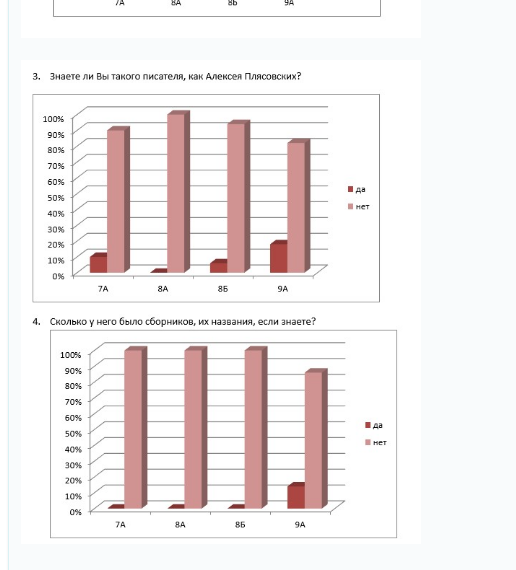 7А 8А 8Б 9А
3. Знаете ли Вы такого писателя, как Алексея Плясовских?
100%
90%
80%
70%
60%
50%
40%
30%
20%
10%
0%
да
нет
7А 8А 8Б 9А
4. Сколько у него было сборников, их названия, если знаете?
100%
90%
80%
70%
60%
50%
40%
30%
20%
10%
0%
да
нет
7А 8А 8Б 9А